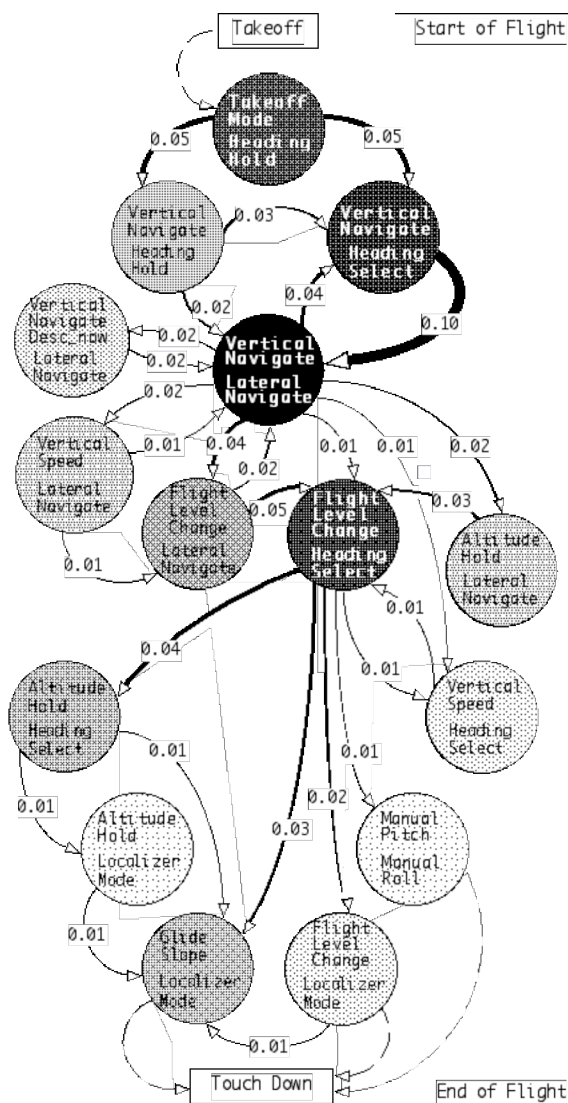 Takeoff
Start of Flight
Takeoff
Mode
Heading
Hold
0.05
0.05
Vertical
Navigate
Heading
Hold
0.03
Vertical
Navigate
Heading
Select
0.02
0.04
0.10
Vertical
Navigate
Desc_now
Lateral
Navigate
0.02
0.02
Vertical
Navigate
Lateral
Navigate
0.02
0.01
0.04
0.02
0.01
0.01
0.02
Vertical
Speed
Lateral
Navigate
0.01
Flight
Level
Change
Lateral
Navigate
0.05
Flight
Level
Change
Heading
Select
0.03
Altitude
Hold
Lateral
Navigate
0.04
0.01
0.01
Altitude
Hold
Heading
Select
Vertical
Speed
Heading
Select
0.01
0.01
0.02
0.01
0.03
Altitude
Hold
Localizer
Mode
Manual
Pitch
Manual
Roll
0.01
Glide
Slope
Localizer
Mode
Flight
Level
Change
Localizer
Mode
0.01
Touch Down
End of Flight